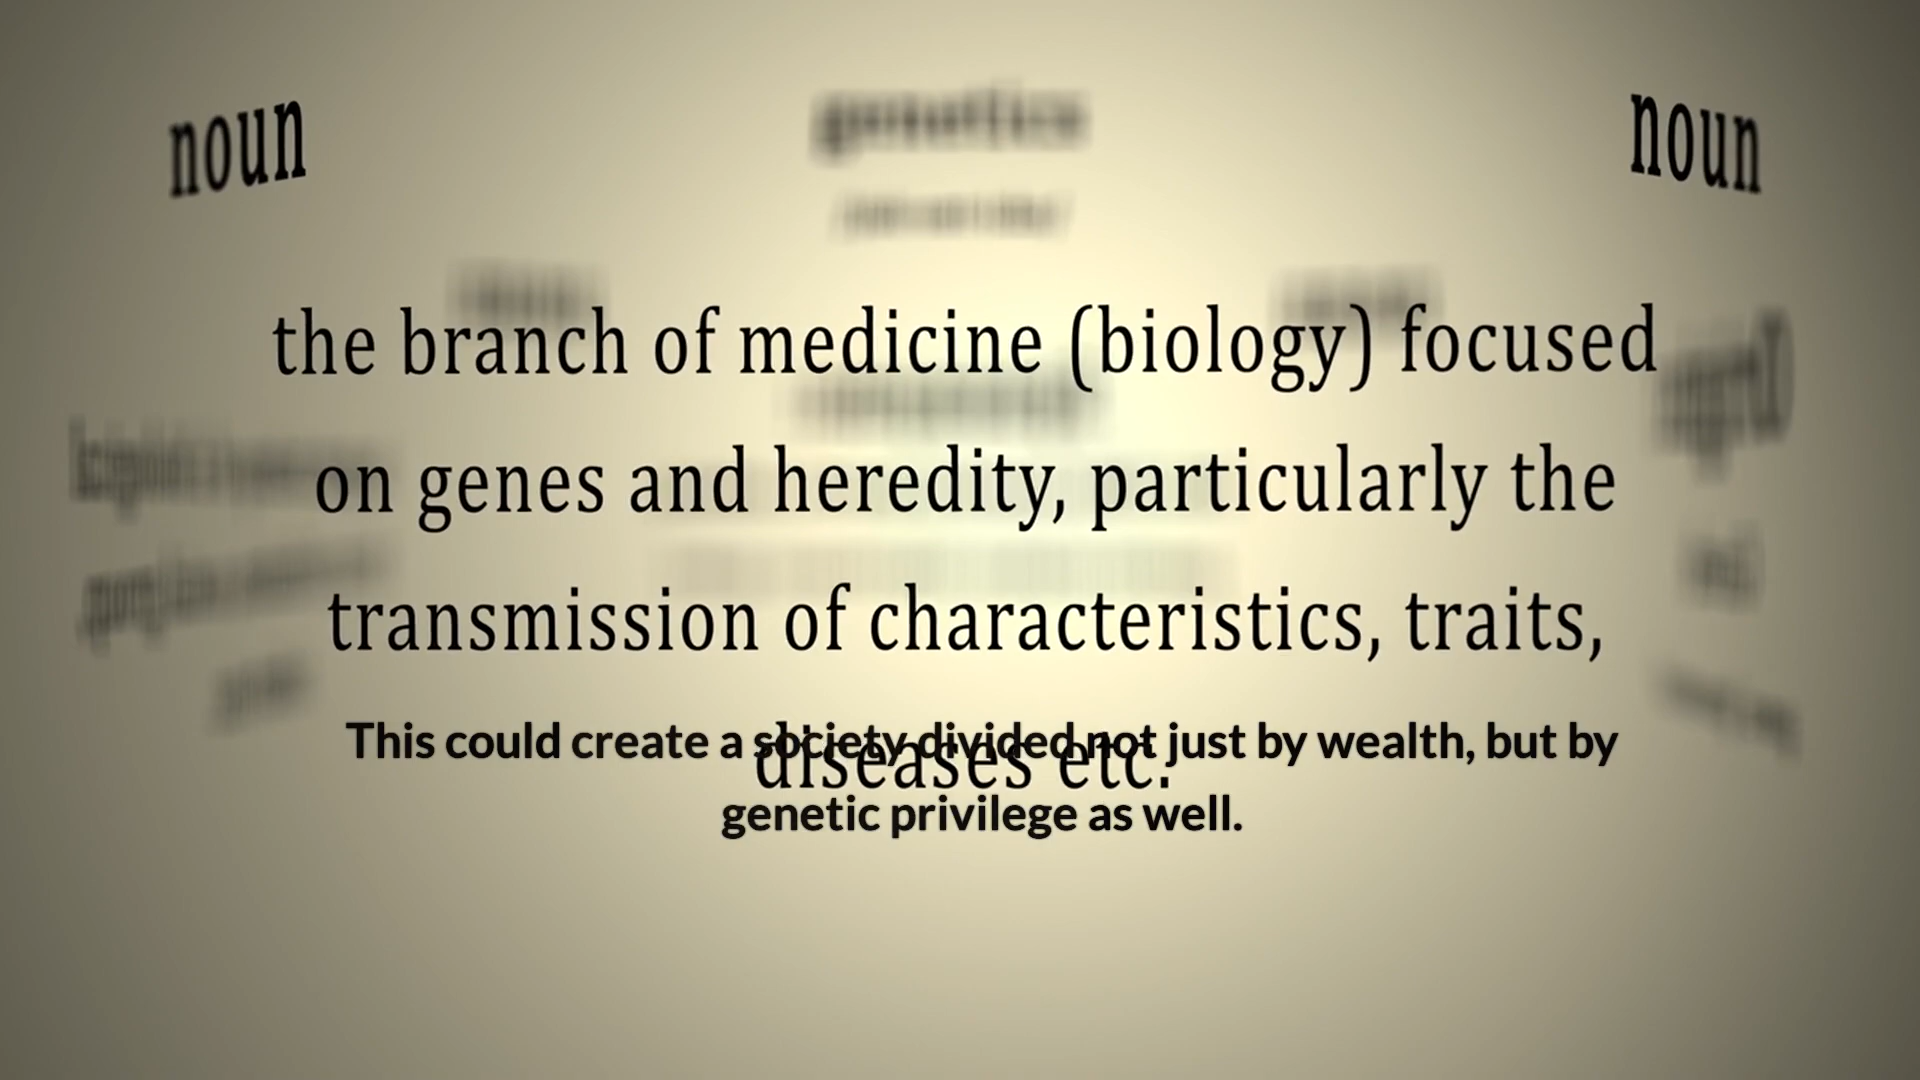 noun
noun
genetics
the branch of medicine (biology) focused
on genes and heredity, particularly the
transmission of characteristics, traits,
diseases etc.
This could create a society divided not just by wealth, but by
genetic privilege as well.